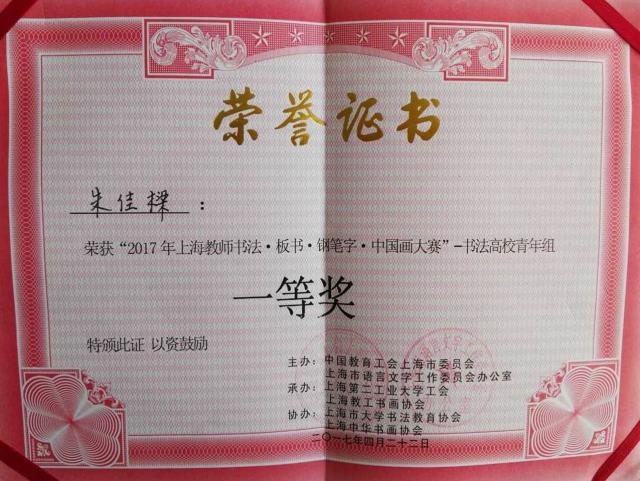 荣誉证书
朱佳樑：
荣获“2017年上海教师书法·板书·钢笔字·中国画大赛”-书法高校青年组
一等奖
特颁此证 以资鼓励
主办：中国教育工会上海市委员会
上海市语言文字工作委员会办公室
承办：上海第二工业大学工会
上海教工书画协会
协办：上海市大学书法教育协会
上海中华书画协会
二〇一七年四月二十二日